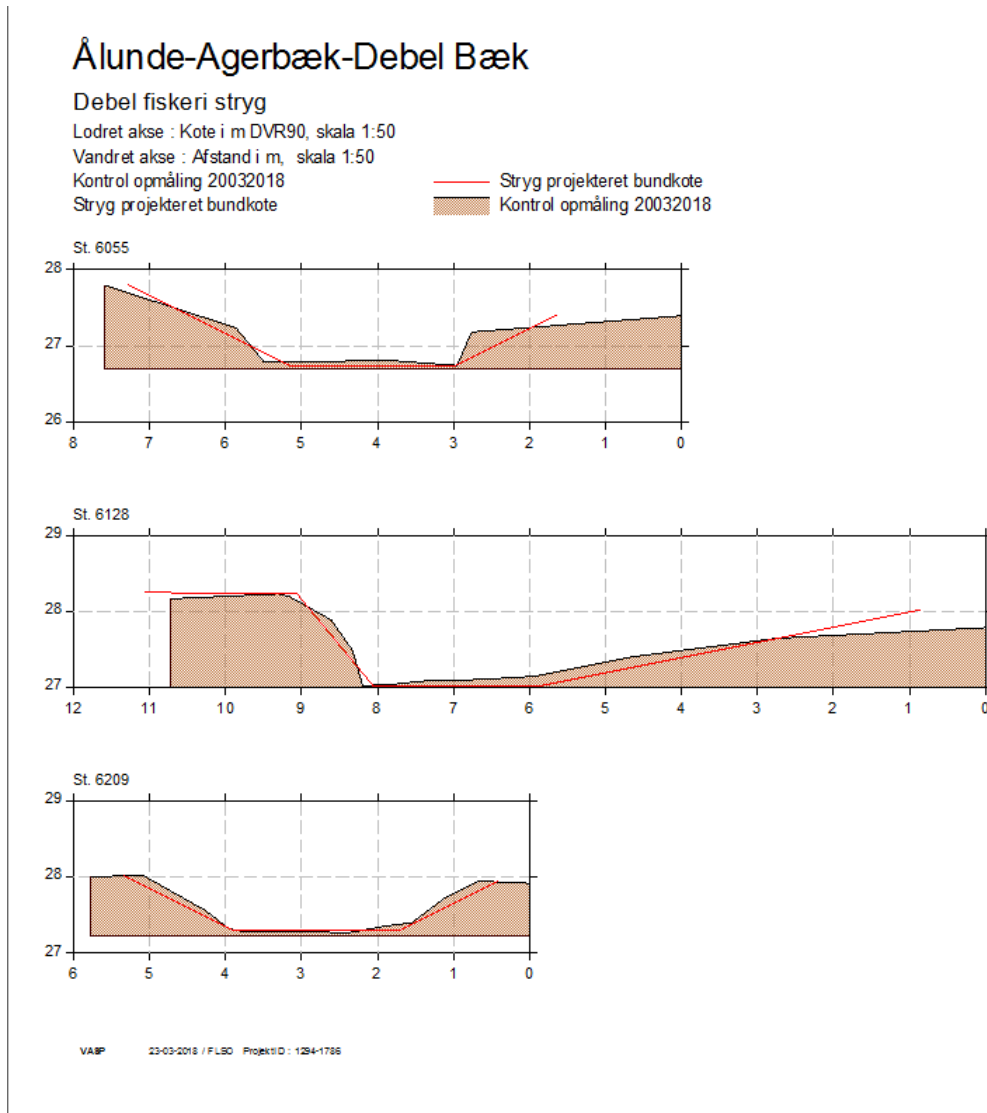 Ålunde-Agerbæk-Debel Bæk
Debel fiskeri stryg
Lodret akse : Kote i m DVR90, skala 1:50
Vandret akse : Afstand i m, skala 1:50
Kontrol opmåling 20032018
Stryg projekteret bundkote
Stryg projekteret bundkote
Kontrol opmåling 20032018
St. 6055
28
27
26
8 7 6 5 4 3 2 1 0
St. 6128
29
28
27
12 11 10 9 8 7 6 5 4 3 2 1 0
St. 6209
29
28
27
6 5 4 3 2 1 0
VASP 23-03-2018 / FLSO ProjektID : 1294-1786